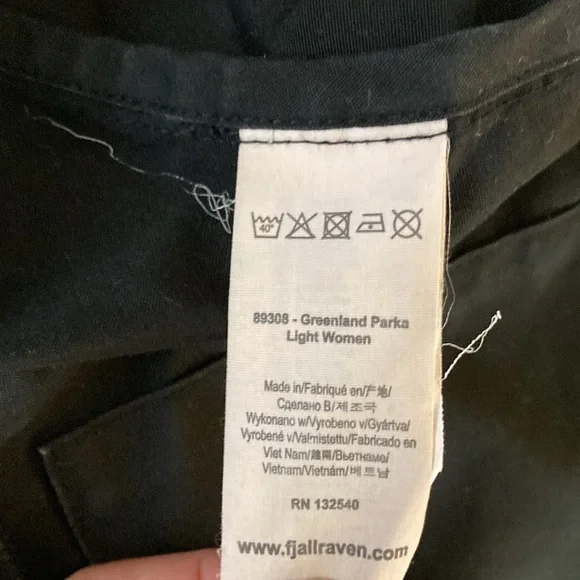 40°
89308 - Greenland Parka
Light Women
Made in/Fabriqué en/产地/
Сделано В/제조국
Wykonano w/Vyrobeno v/Gyártva/
Vyrobené v/Valmistettu/Fabricado en
Viet Nam/越南/Вьетнаме/
Vietnam/Vietnám/베트남
RN 132540
www.fjallraven.com